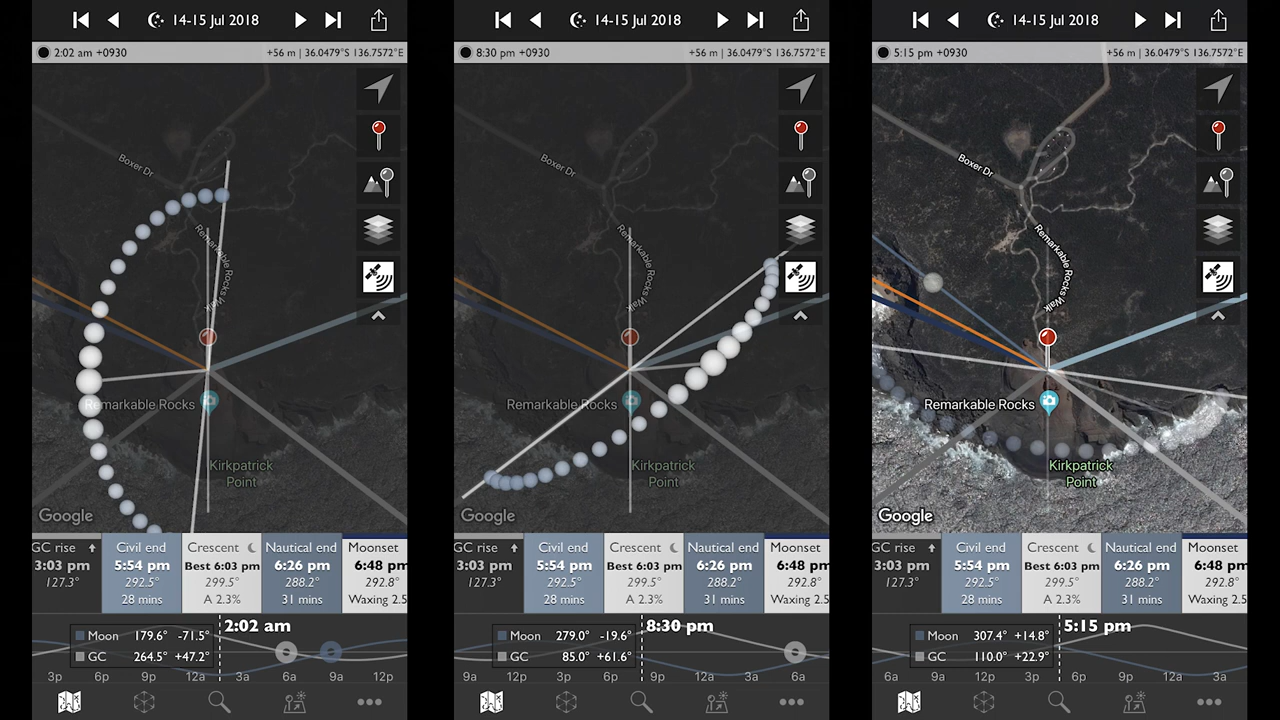 14-15 Jul 2018
2:02 am +0930
+56 m | 36.0479°S 136.7572°E
Boxer Dr
Remarkable Rocks Walk
Remarkable Rocks
Kirkpatrick
Point
Google
GC rise
3:03 pm
127.3°
Civil end
5:54 pm
292.5°
28 mins
Crescent
Best 6:03 pm
299.5°
A 2.3%
Nautical end
6:26 pm
288.2°
31 mins
Moonset
6:48 pm
292.8°
Waxing 2.5
2:02 am
Moon 179.6° -71.5°
GC 264.5° +47.2°
3p 6p 9p 12a 3a 6a 9a 12p
14-15 Jul 2018
8:30 pm +0930
+56 m | 36.0479°S 136.7572°E
Boxer Dr
Remarkable Rocks Walk
Remarkable Rocks
Kirkpatrick
Point
Google
GC rise
3:03 pm
127.3°
Civil end
5:54 pm
292.5°
28 mins
Crescent
Best 6:03 pm
299.5°
A 2.3%
Nautical end
6:26 pm
288.2°
31 mins
Moonset
6:48 pm
292.8°
Waxing 2.5
8:30 pm
Moon 279.0° -19.6°
GC 85.0° +61.6°
9a 12p 3p 6p 9p 12a 3a 6a
14-15 Jul 2018
5:15 pm +0930
+56 m | 36.0479°S 136.7572°E
Boxer Dr
Remarkable Rocks Walk
Remarkable Rocks
Kirkpatrick
Point
Google
GC rise
3:03 pm
127.3°
Civil end
5:54 pm
292.5°
28 mins
Crescent
Best 6:03 pm
299.5°
A 2.3%
Nautical end
6:26 pm
288.2°
31 mins
Moonset
6:48 pm
292.8°
Waxing 2.5
5:15 pm
Moon 307.4° +14.8°
GC 110.0° +22.9°
6a 9a 12p 3p 6p 9p 12a 3a